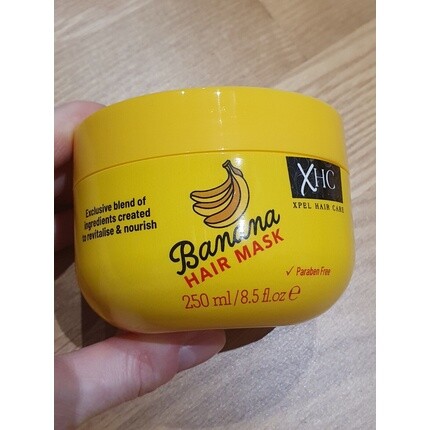 Exclusive blend of
ingredients created
to revitalise & nourish
Banana
HAIR MASK
250 ml/8.5 fl.oz ℮
XHC
XPEL HAIR CARE
✓ Paraben Free